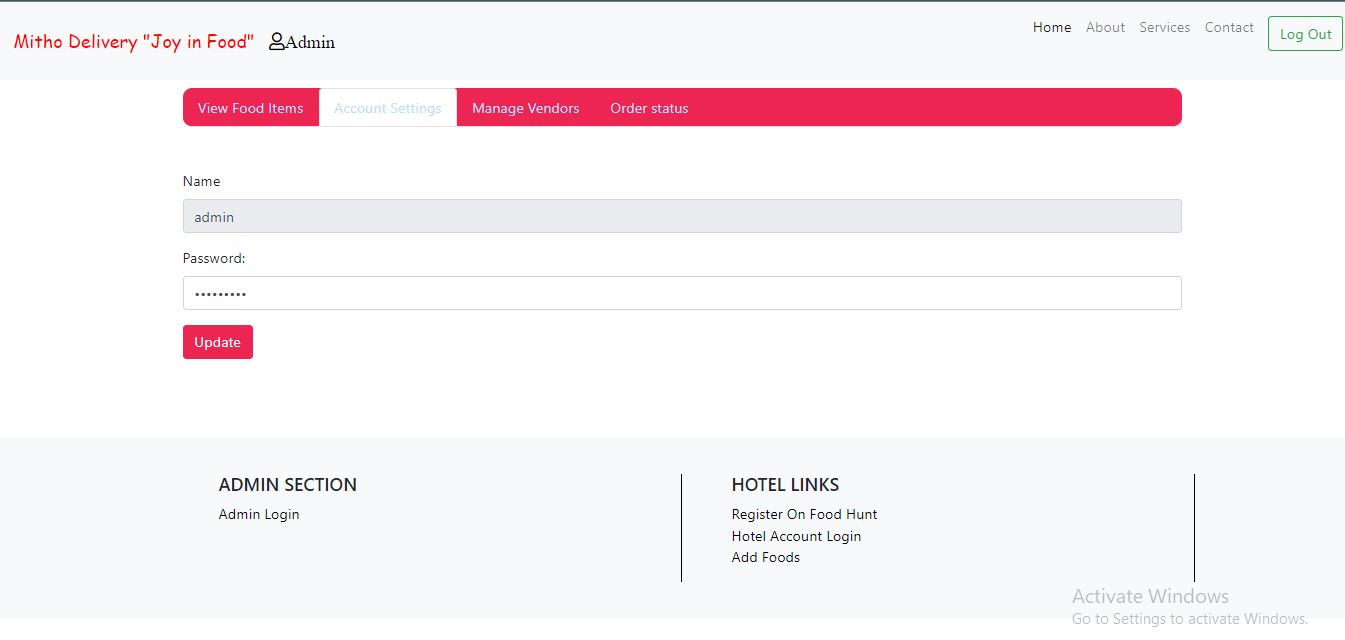 Mitho Delivery "Joy in Food" Admin Home About Services Contact Log Out
View Food Items Account Settings Manage Vendors Order status
Name
admin
Password:
•••••••••
Update
ADMIN SECTION
Admin Login
HOTEL LINKS
Register On Food Hunt
Hotel Account Login
Add Foods
Activate Windows
Go to Settings to activate Windows.